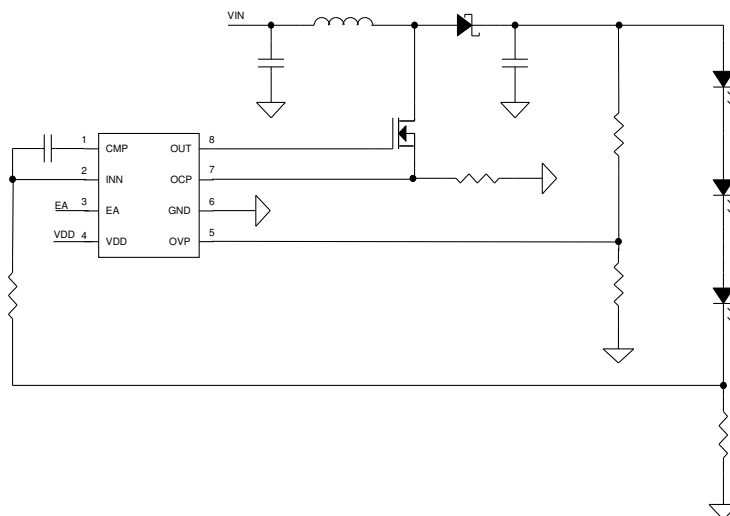 VIN
1 CMP OUT 8
2 INN OCP 7
EA 3 EA GND 6
VDD 4 VDD OVP 5